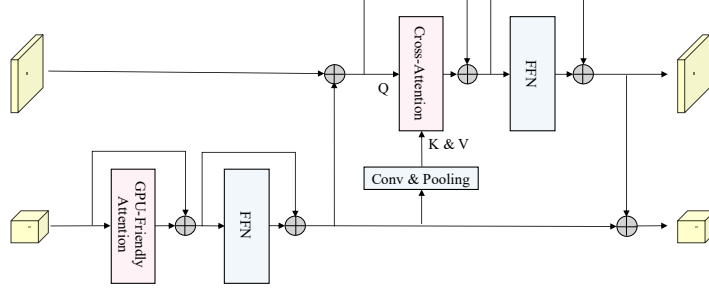 Cross-Attention
FFN
Q
K & V
Conv & Pooling
GPU-Friendly
Attention
FFN